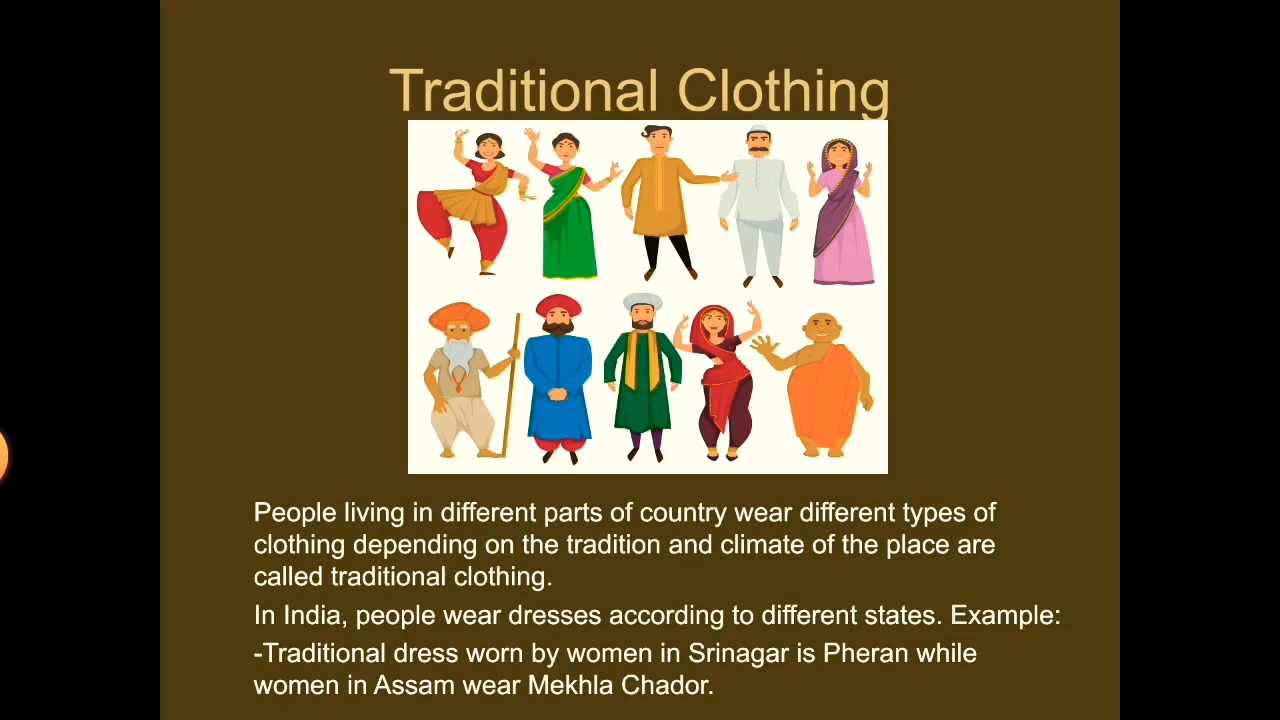 Traditional Clothing
People living in different parts of country wear different types of
clothing depending on the tradition and climate of the place are
called traditional clothing.
In India, people wear dresses according to different states. Example:
-Traditional dress worn by women in Srinagar is Pheran while
women in Assam wear Mekhla Chador.